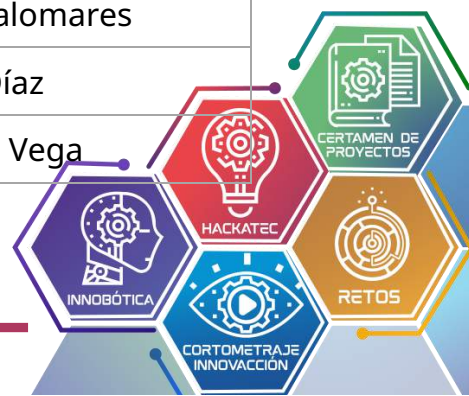 alomares
íaz
Vega
CERTAMEN DE
PROYECTOS
HACKATEC
INNOBÓTICA
RETOS
CORTOMETRAJE
INNOVACCIÓN